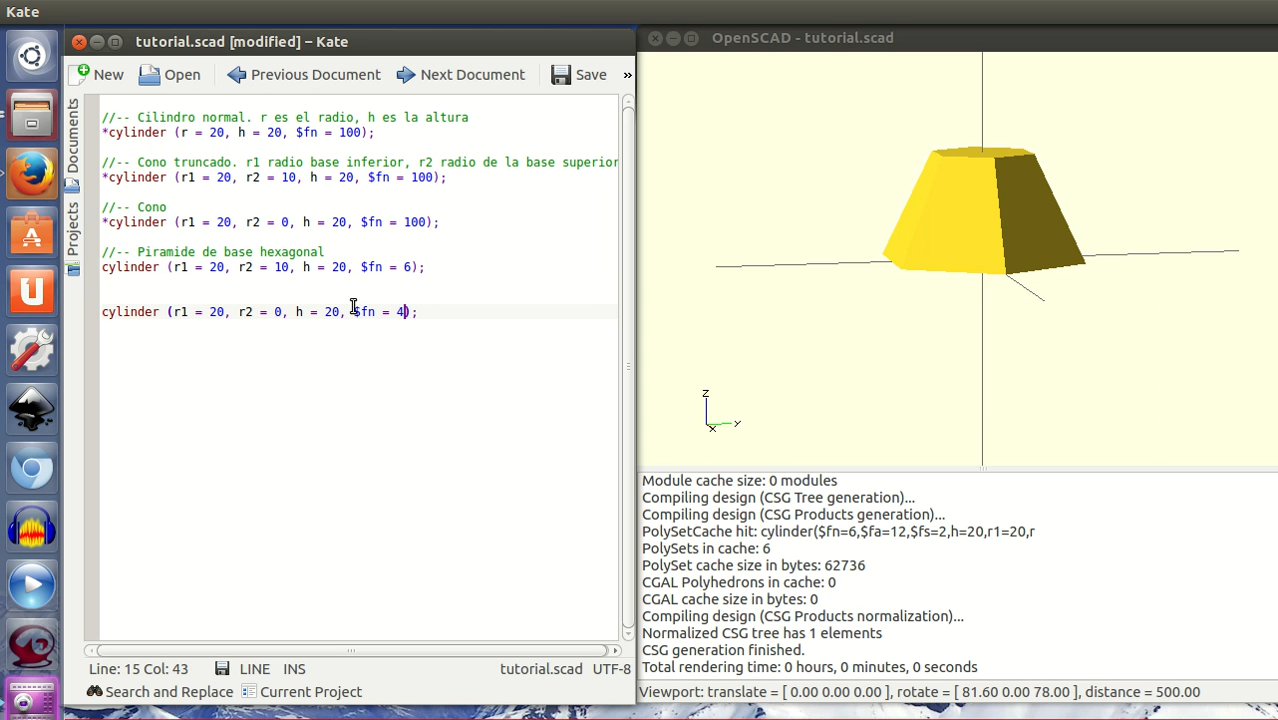 Kate
tutorial.scad [modified] – Kate
New Open Previous Document Next Document Save »
Documents
Projects
//-- Cilindro normal. r es el radio, h es la altura
*cylinder (r = 20, h = 20, $fn = 100);
//-- Cono truncado. r1 radio base inferior, r2 radio de la base superior
*cylinder (r1 = 20, r2 = 10, h = 20, $fn = 100);
//-- Cono
*cylinder (r1 = 20, r2 = 0, h = 20, $fn = 100);
//-- Piramide de base hexagonal
cylinder (r1 = 20, r2 = 10, h = 20, $fn = 6);
cylinder (r1 = 20, r2 = 0, h = 20, $fn = 4);
Line: 15 Col: 43 LINE INS tutorial.scad UTF-8
Search and Replace Current Project
OpenSCAD - tutorial.scad
Z
Y
X
Module cache size: 0 modules
Compiling design (CSG Tree generation)...
Compiling design (CSG Products generation)...
PolySetCache hit: cylinder($fn=6,$fa=12,$fs=2,h=20,r1=20,r
PolySets in cache: 6
PolySet cache size in bytes: 62736
CGAL Polyhedrons in cache: 0
CGAL cache size in bytes: 0
Compiling design (CSG Products normalization)...
Normalized CSG tree has 1 elements
CSG generation finished.
Total rendering time: 0 hours, 0 minutes, 0 seconds
Viewport: translate = [ 0.00 0.00 0.00 ], rotate = [ 81.60 0.00 78.00 ], distance = 500.00